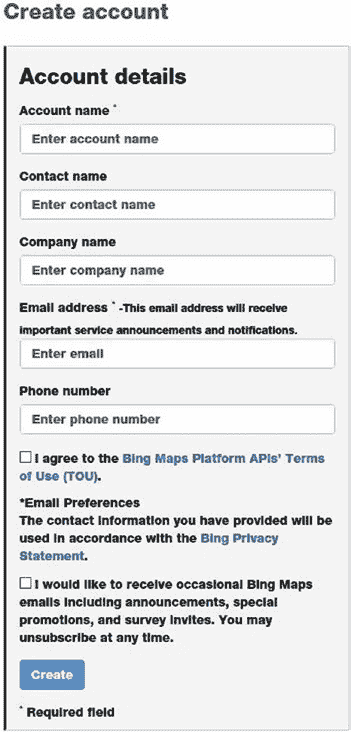 Create account
Account details
Account name *
Enter account name
Contact name
Enter contact name
Company name
Enter company name
Email address * -This email address will receive
important service announcements and notifications.
Enter email
Phone number
Enter phone number
I agree to the Bing Maps Platform APIs' Terms
of Use (TOU).
*Email Preferences
The contact information you have provided will be
used in accordance with the Bing Privacy
Statement.
I would like to receive occasional Bing Maps
emails including announcements, special
promotions, and survey invites. You may
unsubscribe at any time.
Create
* Required field